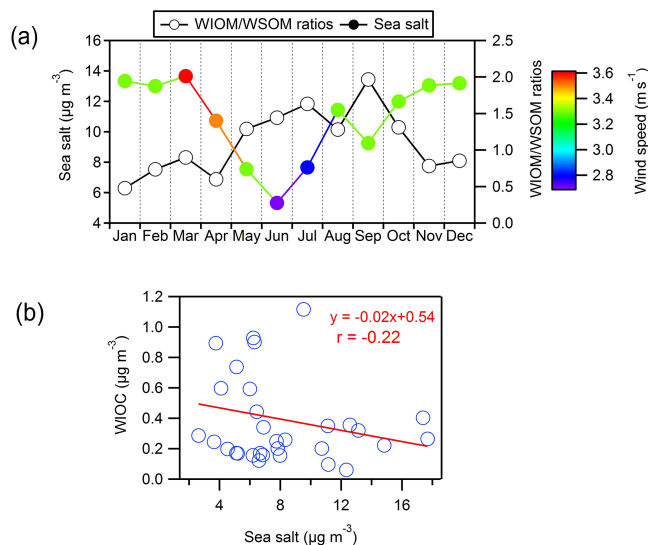 (a)
WIOM/WSOM ratios
Sea salt
Sea salt (µg m⁻³)
16
14
12
10
8
6
4
Jan Feb Mar Apr May Jun Jul Aug Sep Oct Nov Dec
2.5
2.0
1.5
1.0
0.5
0.0
WIOM/WSOM ratios
3.6
3.4
3.2
3.0
2.8
Wind speed (m s⁻¹)
(b)
WIOC (µg m⁻³)
1.2
1.0
0.8
0.6
0.4
0.2
0.0
y = -0.02x+0.54
r = -0.22
4 8 12 16
Sea salt (µg m⁻³)